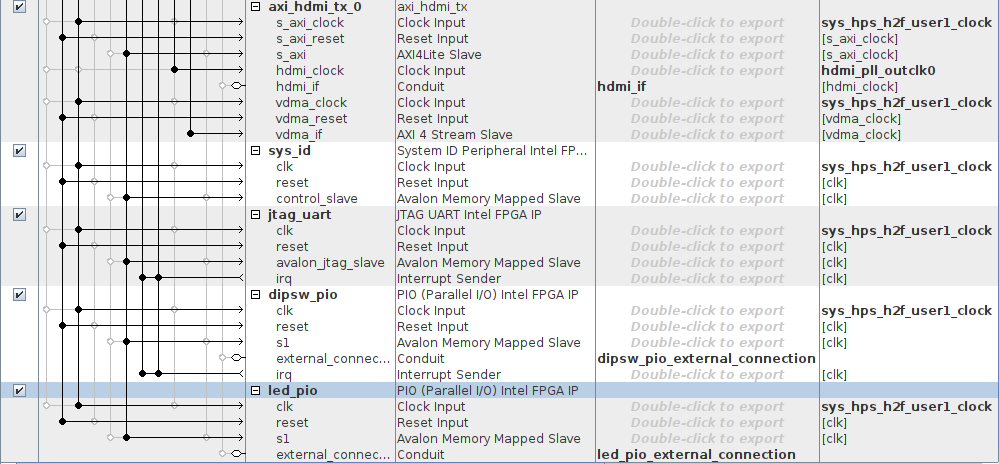 axi_hdmi_tx_0 axi_hdmi_tx
s_axi_clock Clock Input Double-click to export sys_hps_h2f_user1_clock
s_axi_reset Reset Input Double-click to export [s_axi_clock]
s_axi AXI4Lite Slave Double-click to export [s_axi_clock]
hdmi_clock Clock Input Double-click to export hdmi_pll_outclk0
hdmi_if Conduit hdmi_if [hdmi_clock]
vdma_clock Clock Input Double-click to export sys_hps_h2f_user1_clock
vdma_reset Reset Input Double-click to export [vdma_clock]
vdma_if AXI 4 Stream Slave Double-click to export [vdma_clock]
sys_id System ID Peripheral Intel FP...
clk Clock Input Double-click to export sys_hps_h2f_user1_clock
reset Reset Input Double-click to export [clk]
control_slave Avalon Memory Mapped Slave Double-click to export [clk]
jtag_uart JTAG UART Intel FPGA IP
clk Clock Input Double-click to export sys_hps_h2f_user1_clock
reset Reset Input Double-click to export [clk]
avalon_jtag_slave Avalon Memory Mapped Slave Double-click to export [clk]
irq Interrupt Sender Double-click to export [clk]
dipsw_pio PIO (Parallel I/O) Intel FPGA IP
clk Clock Input Double-click to export sys_hps_h2f_user1_clock
reset Reset Input Double-click to export [clk]
s1 Avalon Memory Mapped Slave Double-click to export [clk]
external_connec... Conduit dipsw_pio_external_connection
irq Interrupt Sender Double-click to export [clk]
led_pio PIO (Parallel I/O) Intel FPGA IP
clk Clock Input Double-click to export sys_hps_h2f_user1_clock
reset Reset Input Double-click to export [clk]
s1 Avalon Memory Mapped Slave Double-click to export [clk]
external_connec... Conduit led_pio_external_connection